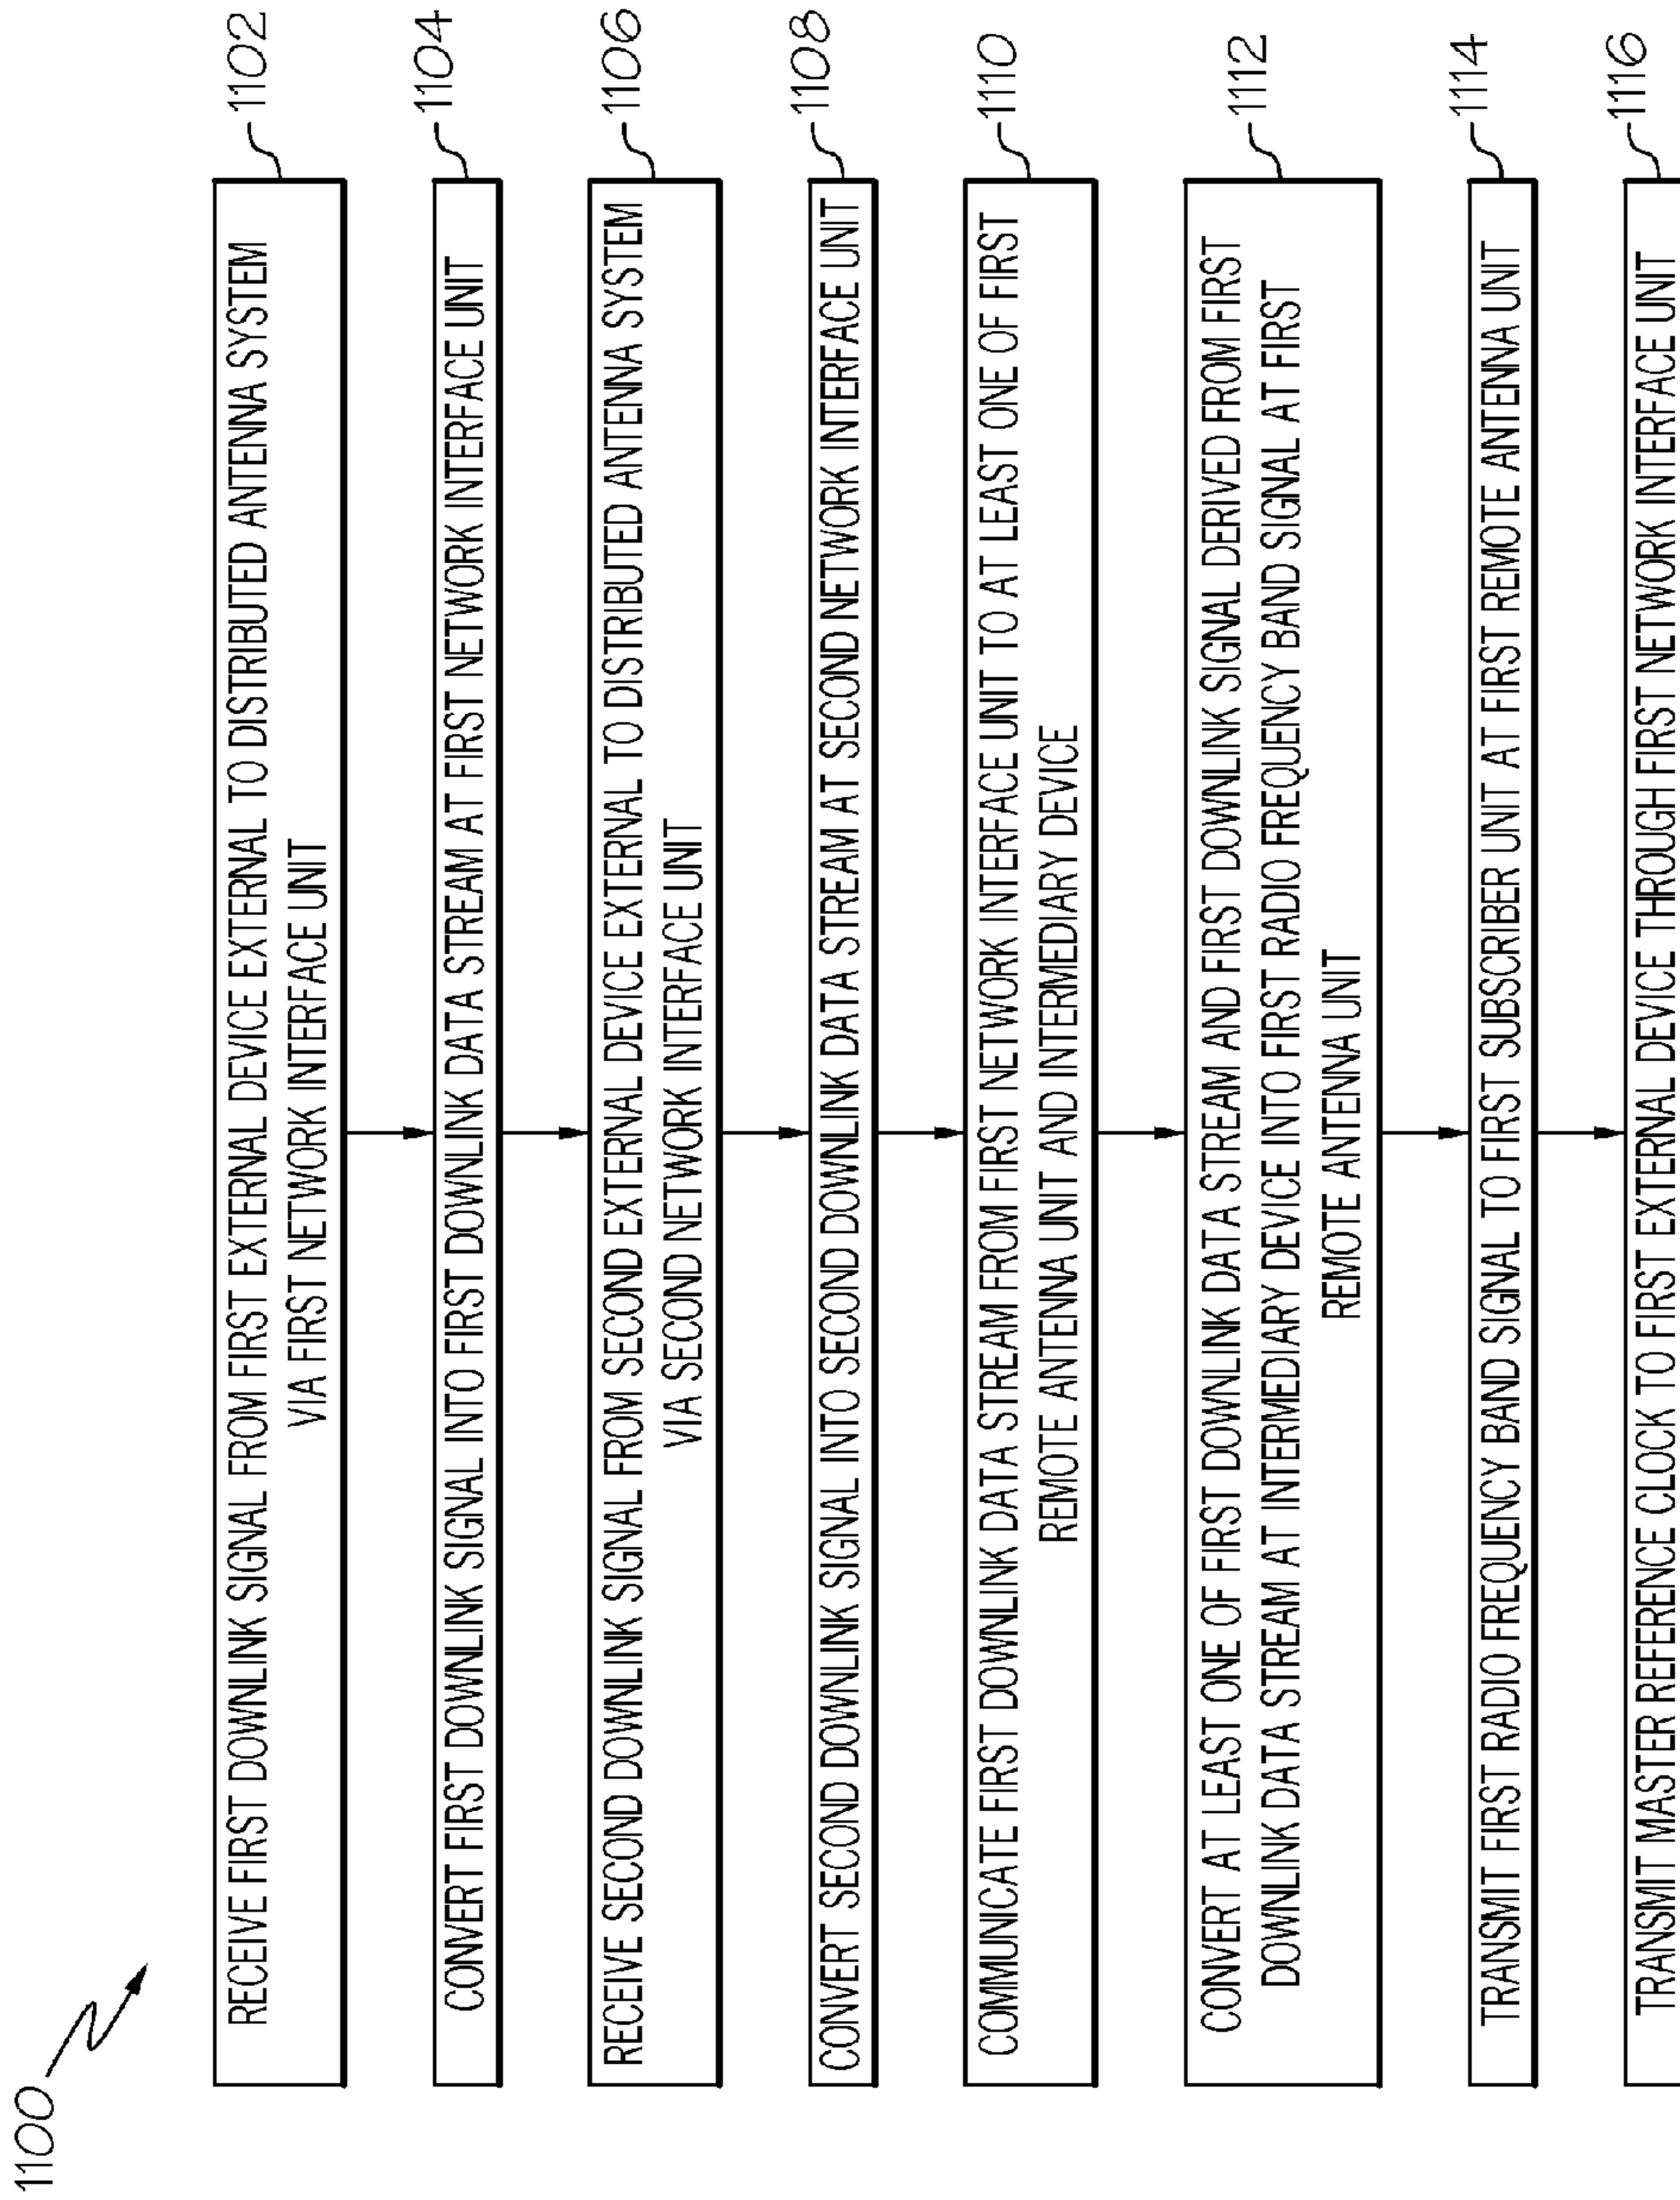 1100
RECEIVE FIRST DOWNLINK SIGNAL FROM FIRST EXTERNAL DEVICE EXTERNAL TO DISTRIBUTED ANTENNA SYSTEM
VIA FIRST NETWORK INTERFACE UNIT
1102
CONVERT FIRST DOWNLINK SIGNAL INTO FIRST DOWNLINK DATA STREAM AT FIRST NETWORK INTERFACE UNIT
1104
RECEIVE SECOND DOWNLINK SIGNAL FROM SECOND EXTERNAL DEVICE EXTERNAL TO DISTRIBUTED ANTENNA SYSTEM
VIA SECOND NETWORK INTERFACE UNIT
1106
CONVERT SECOND DOWNLINK SIGNAL INTO SECOND DOWNLINK DATA STREAM AT SECOND NETWORK INTERFACE UNIT
1108
COMMUNICATE FIRST DOWNLINK DATA STREAM FROM FIRST NETWORK INTERFACE UNIT TO AT LEAST ONE OF FIRST
REMOTE ANTENNA UNIT AND INTERMEDIARY DEVICE
1110
CONVERT AT LEAST ONE OF FIRST DOWNLINK DATA STREAM AND FIRST DOWNLINK SIGNAL DERIVED FROM FIRST
DOWNLINK DATA STREAM AT INTERMEDIARY DEVICE INTO FIRST RADIO FREQUENCY BAND SIGNAL AT FIRST
REMOTE ANTENNA UNIT
1112
TRANSMIT FIRST RADIO FREQUENCY BAND SIGNAL TO FIRST SUBSCRIBER UNIT AT FIRST REMOTE ANTENNA UNIT
1114
TRANSMIT MASTER REFERENCE CLOCK TO FIRST EXTERNAL DEVICE THROUGH FIRST NETWORK INTERFACE UNIT
1116